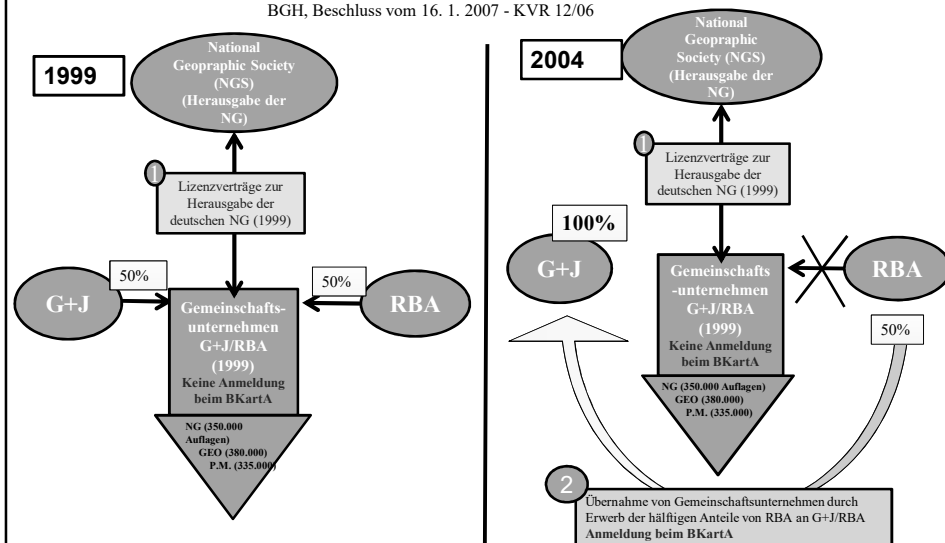 BGH, Beschluss vom 16. 1. 2007 - KVR 12/06
1999
National
Geopraphic Society
(NGS)
(Herausgabe der
NG)
1
Lizenzverträge zur
Herausgabe der
deutschen NG (1999)
50%
50%
G+J
RBA
Gemeinschafts-
unternehmen
G+J/RBA
(1999)
Keine Anmeldung
beim BKartA
NG (350.000
Auflagen)
GEO (380.000)
P.M. (335.000)
2004
National
Geopraphic
Society (NGS)
(Herausgabe der
NG)
1
Lizenzverträge zur
Herausgabe der
deutschen NG (1999)
100%
G+J
RBA
50%
Gemeinschafts
-unternehmen
G+J/RBA
(1999)
Keine Anmeldung
beim BKartA
NG (350.000 Auflagen)
GEO (380.000)
P.M. (335.000)
2
Übernahme von Gemeinschaftsunternehmen durch
Erwerb der hälftigen Anteile von RBA an G+J/RBA
Anmeldung beim BKartA